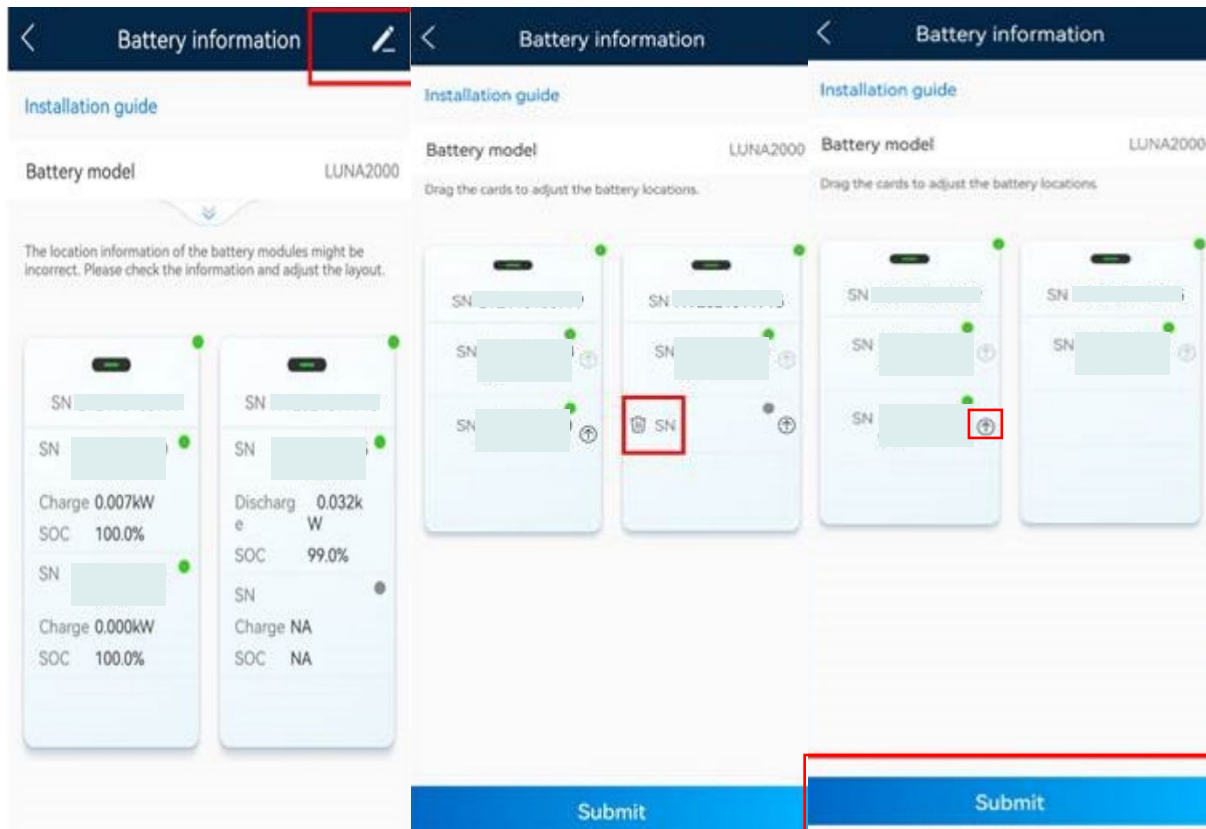 Battery information
Installation guide
Battery model LUNA2000
The location information of the battery modules might be
incorrect. Please check the information and adjust the layout.
SN
SN
Charge 0.007kW
SOC 100.0%
SN
Charge 0.000kW
SOC 100.0%
SN
SN
Discharg 0.032k
e W
SOC 99.0%
SN
Charge NA
SOC NA
Battery information
Installation guide
Battery model LUNA2000
Drag the cards to adjust the battery locations.
SN
SN
SN
SN
SN
SN
Submit
Battery information
Installation guide
Battery model LUNA2000
Drag the cards to adjust the battery locations.
SN
SN
SN
SN
SN
Submit